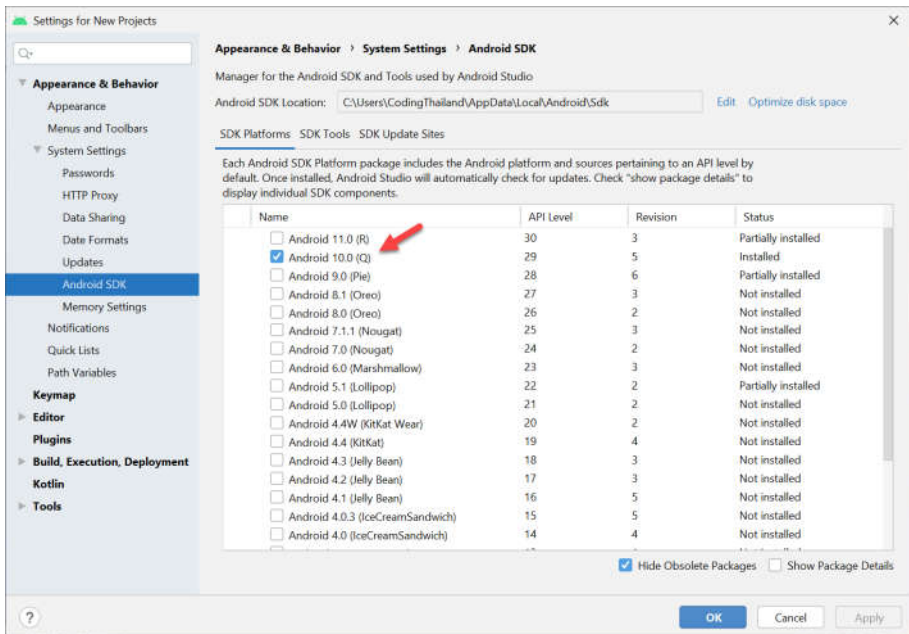 Settings for New Projects
Appearance & Behavior
Appearance
Menus and Toolbars
System Settings
Passwords
HTTP Proxy
Data Sharing
Date Formats
Updates
Android SDK
Memory Settings
Notifications
Quick Lists
Path Variables
Keymap
Editor
Plugins
Build, Execution, Deployment
Kotlin
Tools
Appearance & Behavior › System Settings › Android SDK
Manager for the Android SDK and Tools used by Android Studio
Android SDK Location: C:\Users\CodingThailand\AppData\Local\Android\Sdk Edit Optimize disk space
SDK Platforms SDK Tools SDK Update Sites
Each Android SDK Platform package includes the Android platform and sources pertaining to an API level by
default. Once installed, Android Studio will automatically check for updates. Check "show package details" to
display individual SDK components.
Name API Level Revision Status
Android 11.0 (R) 30 3 Partially installed
Android 10.0 (Q) 29 5 Installed
Android 9.0 (Pie) 28 6 Partially installed
Android 8.1 (Oreo) 27 3 Not installed
Android 8.0 (Oreo) 26 2 Not installed
Android 7.1.1 (Nougat) 25 3 Not installed
Android 7.0 (Nougat) 24 2 Not installed
Android 6.0 (Marshmallow) 23 3 Not installed
Android 5.1 (Lollipop) 22 2 Partially installed
Android 5.0 (Lollipop) 21 2 Not installed
Android 4.4W (KitKat Wear) 20 2 Not installed
Android 4.4 (KitKat) 19 4 Not installed
Android 4.3 (Jelly Bean) 18 3 Not installed
Android 4.2 (Jelly Bean) 17 3 Not installed
Android 4.1 (Jelly Bean) 16 5 Not installed
Android 4.0.3 (IceCreamSandwich) 15 5 Not installed
Android 4.0 (IceCreamSandwich) 14 4 Not installed
Hide Obsolete Packages Show Package Details
? OK Cancel Apply